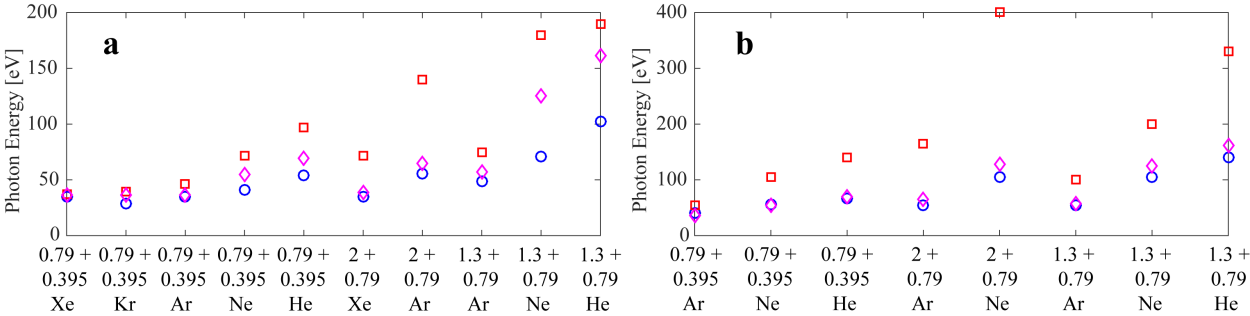 a
Photon Energy [eV]
200
150
100
50
0
0.79 + 0.79 + 0.79 + 0.79 + 0.79 + 2 + 2 + 1.3 + 1.3 + 1.3 +
0.395 0.395 0.395 0.395 0.395 0.79 0.79 0.79 0.79 0.79
Xe Kr Ar Ne He Xe Ar Ar Ne He
b
Photon Energy [eV]
400
300
200
100
0
0.79 + 0.79 + 0.79 + 2 + 2 + 1.3 + 1.3 + 1.3 +
0.395 0.395 0.395 0.79 0.79 0.79 0.79 0.79
Ar Ne He Ar Ne Ar Ne He